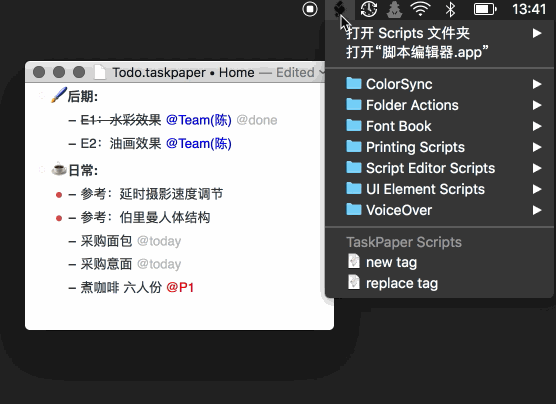 13:41
Todo.taskpaper • Home — Edited
后期:
– E1：水彩效果 @Team(陈) @done
– E2：油画效果 @Team(陈)
日常:
– 参考：延时摄影速度调节
– 参考：伯里曼人体结构
– 采购面包 @today
– 采购意面 @today
– 煮咖啡 六人份 @P1
打开 Scripts 文件夹
打开“脚本编辑器.app”
ColorSync
Folder Actions
Font Book
Printing Scripts
Script Editor Scripts
UI Element Scripts
VoiceOver
TaskPaper Scripts
new tag
replace tag